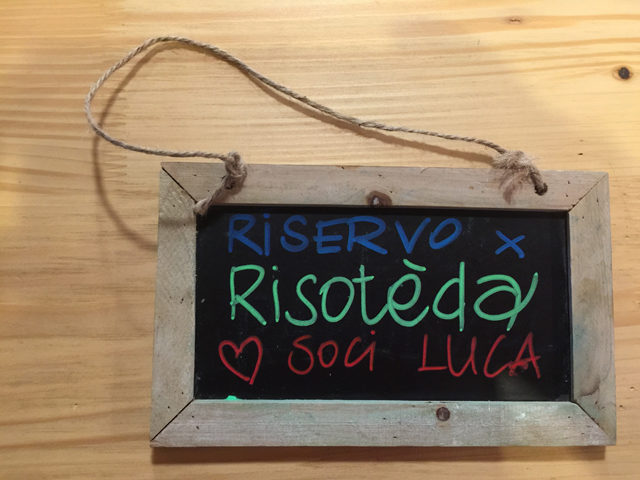 RiSERVO x
Risotèda
♡ SOCi LUCA